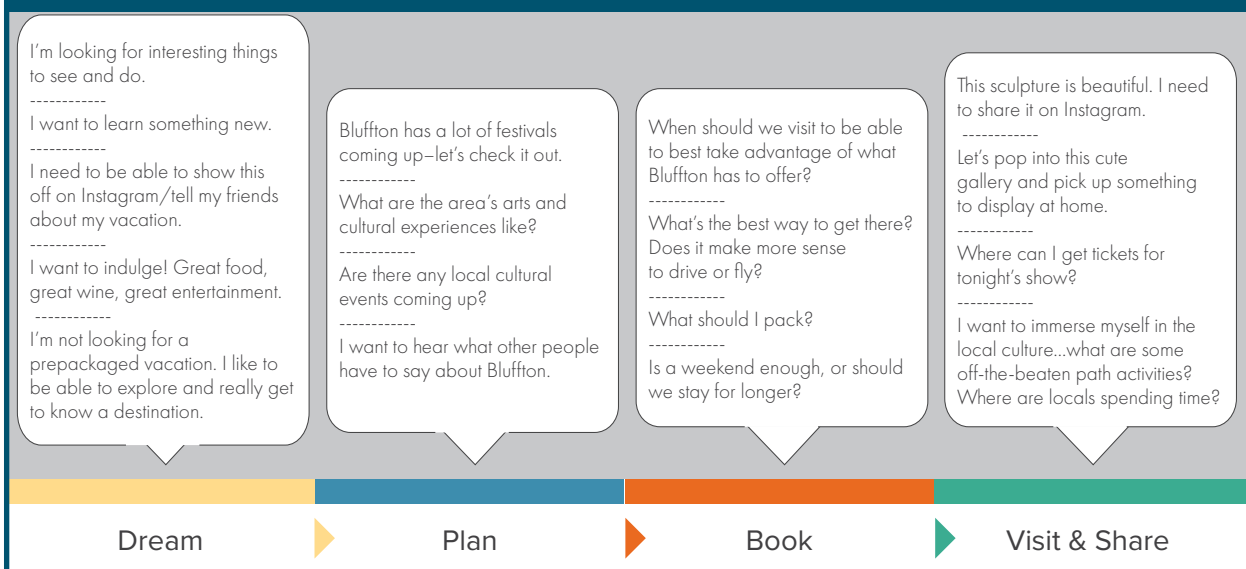 I'm looking for interesting things
to see and do.
------------
I want to learn something new.
------------
I need to be able to show this
off on Instagram/tell my friends
about my vacation.
------------
I want to indulge! Great food,
great wine, great entertainment.
------------
I'm not looking for a
prepackaged vacation. I like to
be able to explore and really get
to know a destination.
Bluffton has a lot of festivals
coming up–let's check it out.
------------
What are the area's arts and
cultural experiences like?
------------
Are there any local cultural
events coming up?
------------
I want to hear what other people
have to say about Bluffton.
When should we visit to be able
to best take advantage of what
Bluffton has to offer?
------------
What's the best way to get there?
Does it make more sense
to drive or fly?
------------
What should I pack?
------------
Is a weekend enough, or should
we stay for longer?
This sculpture is beautiful. I need
to share it on Instagram.
------------
Let's pop into this cute
gallery and pick up something
to display at home.
------------
Where can I get tickets for
tonight's show?
------------
I want to immerse myself in the
local culture...what are some
off-the-beaten path activities?
Where are locals spending time?
Dream
Plan
Book
Visit & Share